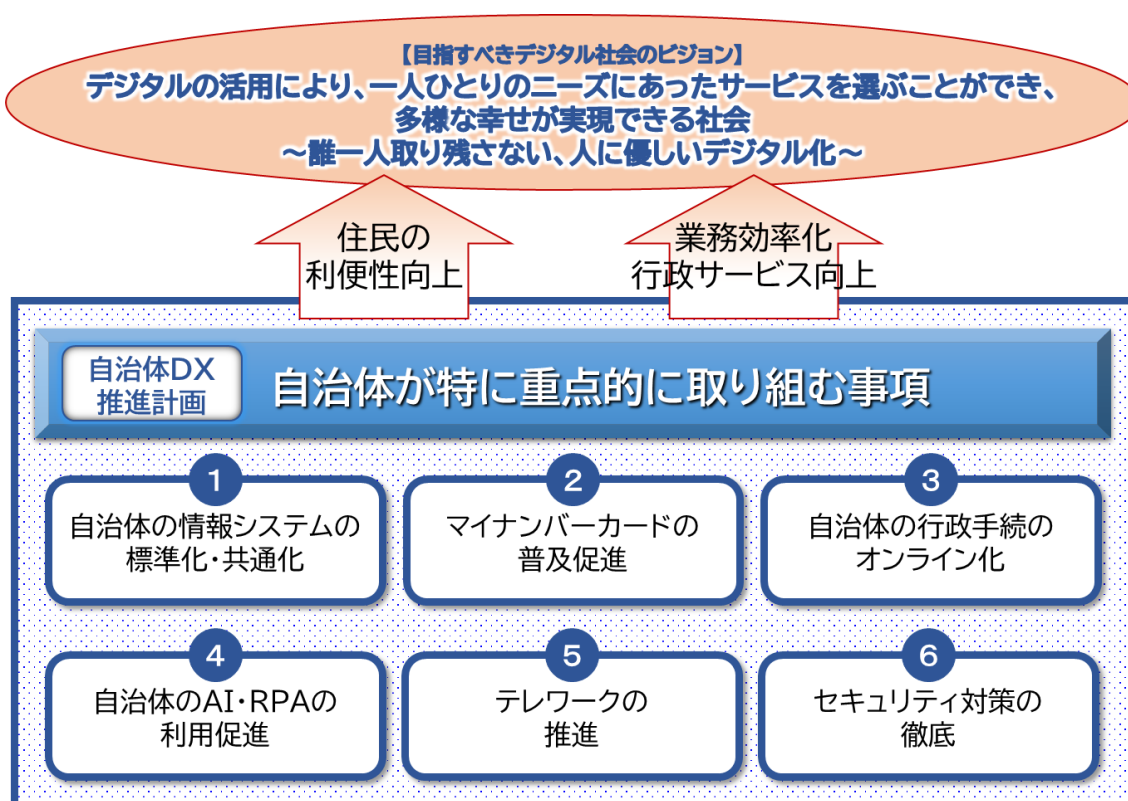 【目指すべきデジタル社会のビジョン】
デジタルの活用により、一人ひとりのニーズにあったサービスを選ぶことができ、
多様な幸せが実現できる社会
～誰一人取り残さない、人に優しいデジタル化～
住民の
利便性向上
業務効率化
行政サービス向上
自治体DX
推進計画
自治体が特に重点的に取り組む事項
1
自治体の情報システムの
標準化・共通化
2
マイナンバーカードの
普及促進
3
自治体の行政手続の
オンライン化
4
自治体のAI・RPAの
利用促進
5
テレワークの
推進
6
セキュリティ対策の
徹底